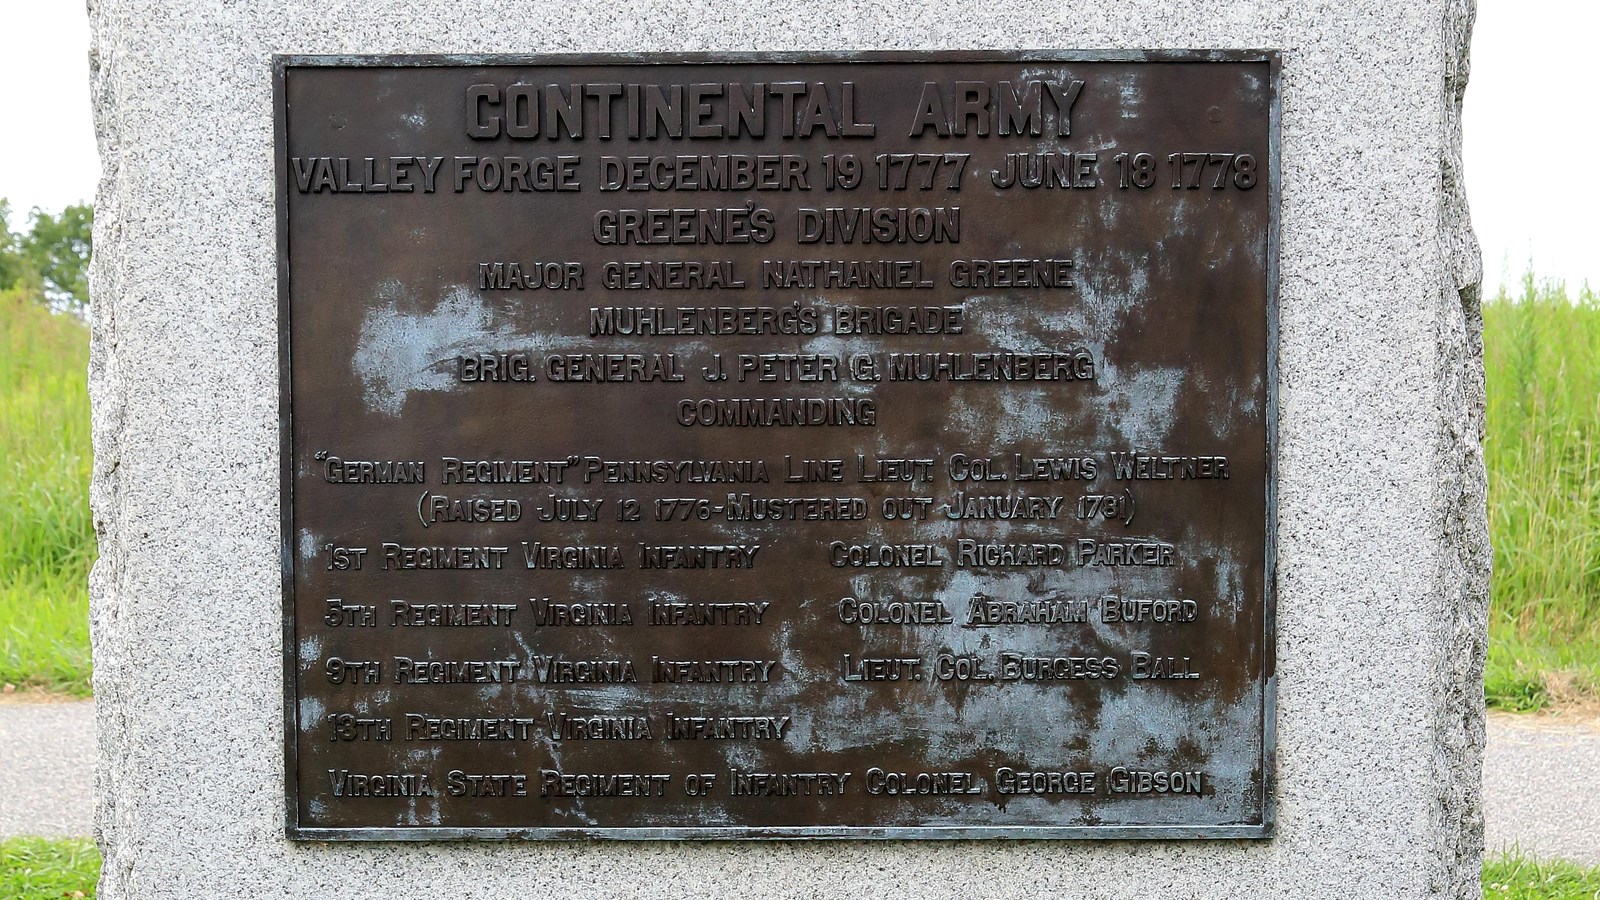 CONTINENTAL ARMY
VALLEY FORGE DECEMBER 19 1777 JUNE 18 1778
GREENE'S DIVISION
MAJOR GENERAL NATHANIEL GREENE
MUHLENBERG'S BRIGADE
BRIG. GENERAL J. PETER G. MUHLENBERG
COMMANDING
"GERMAN REGIMENT" PENNSYLVANIA LINE LIEUT. COL. LEWIS WELTNER
(RAISED JULY 12 1776-MUSTERED OUT JANUARY 1781)
1ST REGIMENT VIRGINIA INFANTRY COLONEL RICHARD PARKER
5TH REGIMENT VIRGINIA INFANTRY COLONEL ABRAHAM BUFORD
9TH REGIMENT VIRGINIA INFANTRY LIEUT. COL. BURGESS BALL
13TH REGIMENT VIRGINIA INFANTRY
VIRGINIA STATE REGIMENT OF INFANTRY COLONEL GEORGE GIBSON